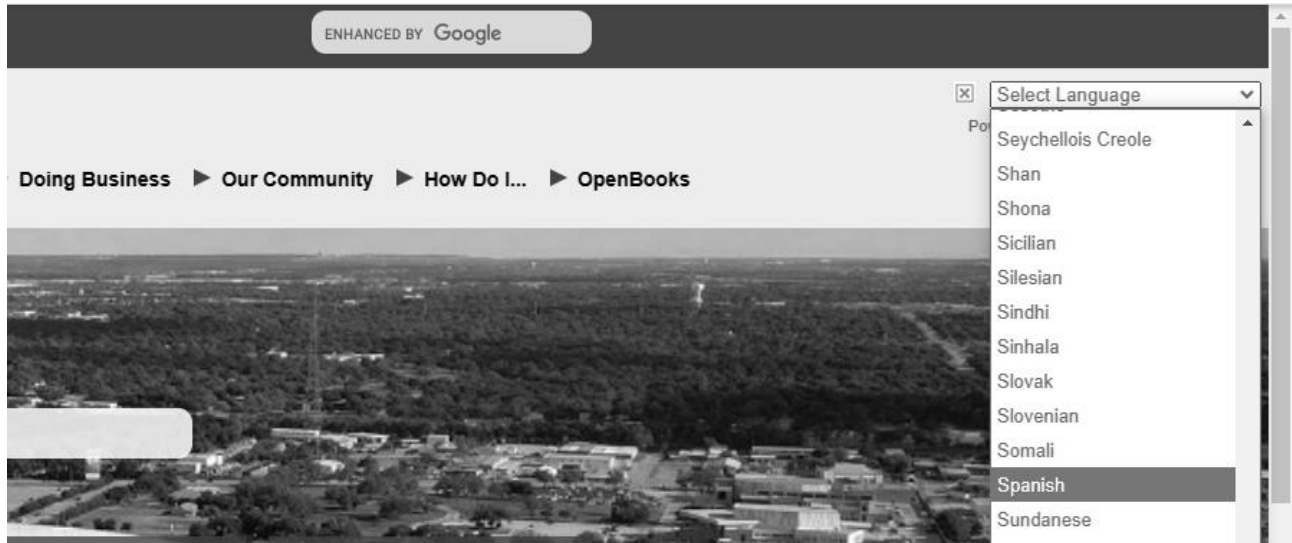 ENHANCED BY Google
Select Language
Seychellois Creole
Doing Business ▶ Our Community ▶ How Do I... ▶ OpenBooks
Shan
Shona
Sicilian
Silesian
Sindhi
Sinhala
Slovak
Slovenian
Somali
Spanish
Sundanese